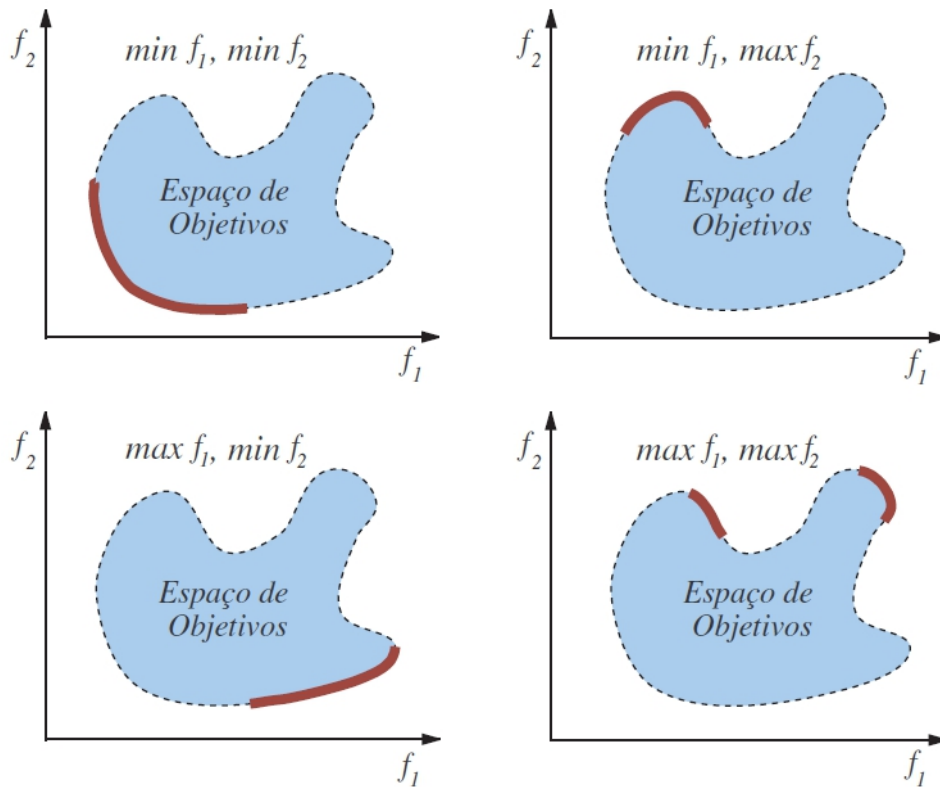 f₂
min f₁, min f₂
Espaço de
Objetivos
f₁
f₂
min f₁, max f₂
Espaço de
Objetivos
f₁
f₂
max f₁, min f₂
Espaço de
Objetivos
f₁
f₂
max f₁, max f₂
Espaço de
Objetivos
f₁